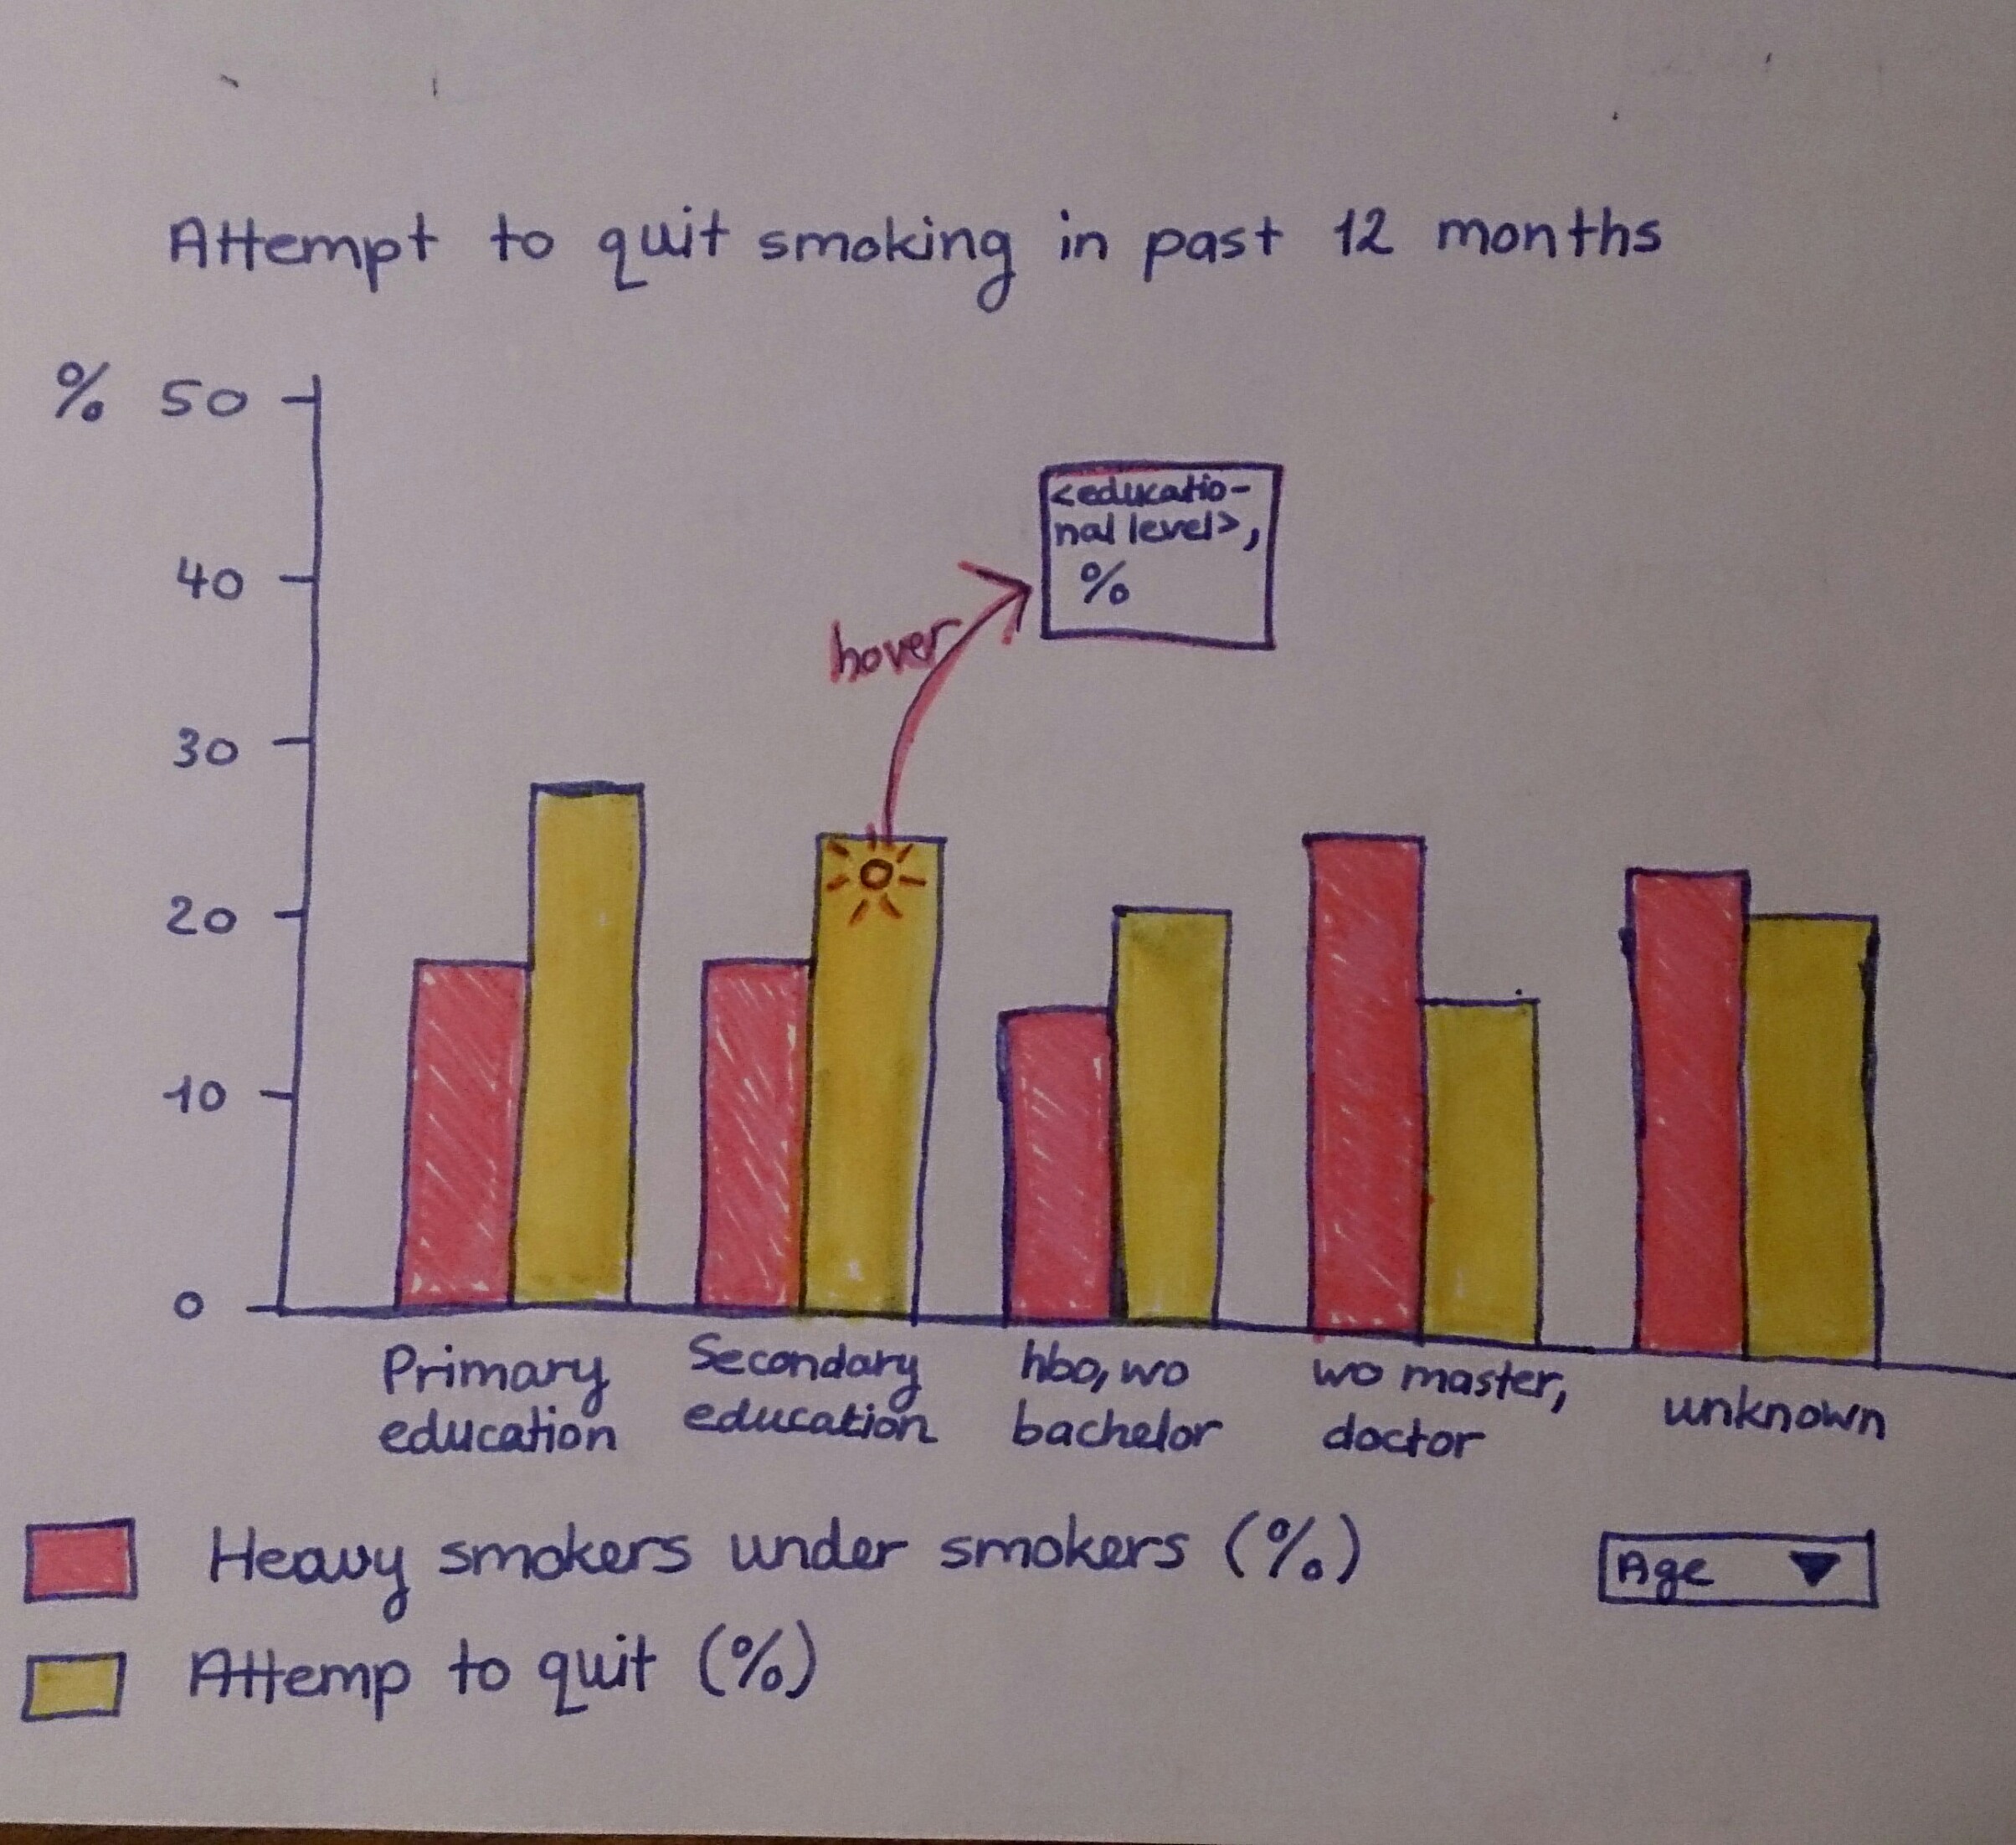 Attempt to quit smoking in past 12 months
% 50
40
30
20
10
0
<educatio-
nal level>,
%
hover
Primary
education
Secondary
education
hbo, wo
bachelor
wo master,
doctor
unknown
Heavy smokers under smokers (%)
Attemp to quit (%)
Age